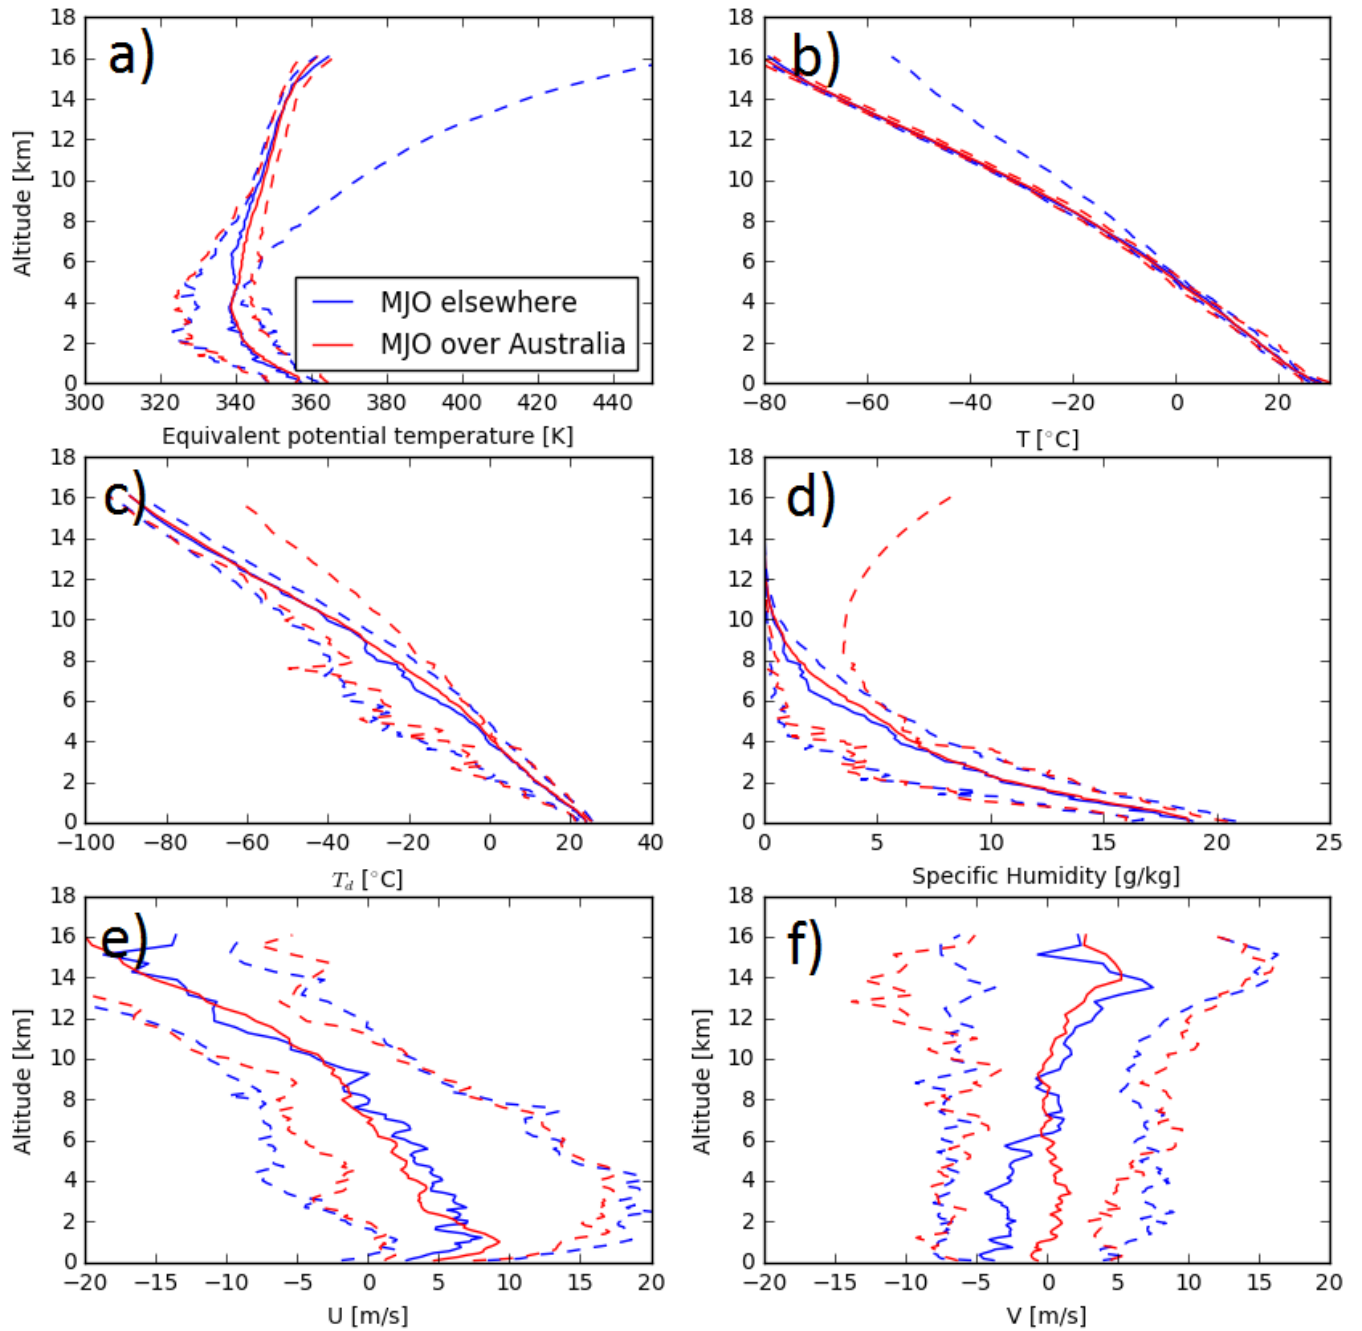 a)
b)
18
16
14
12
10
8
6
4
2
0
Altitude [km]
MJO elsewhere
MJO over Australia
300 320 340 360 380 400 420 440
Equivalent potential temperature [K]
18
16
14
12
10
8
6
4
2
0
−80 −60 −40 −20 0 20
T [°C]
c)
d)
18
16
14
12
10
8
6
4
2
0
−100 −80 −60 −40 −20 0 20 40
T_d [°C]
18
16
14
12
10
8
6
4
2
0
0 5 10 15 20 25
Specific Humidity [g/kg]
e)
f)
18
16
14
12
10
8
6
4
2
0
Altitude [km]
−20 −15 −10 −5 0 5 10 15 20
U [m/s]
18
16
14
12
10
8
6
4
2
0
Altitude [km]
−20 −15 −10 −5 0 5 10 15 20
V [m/s]